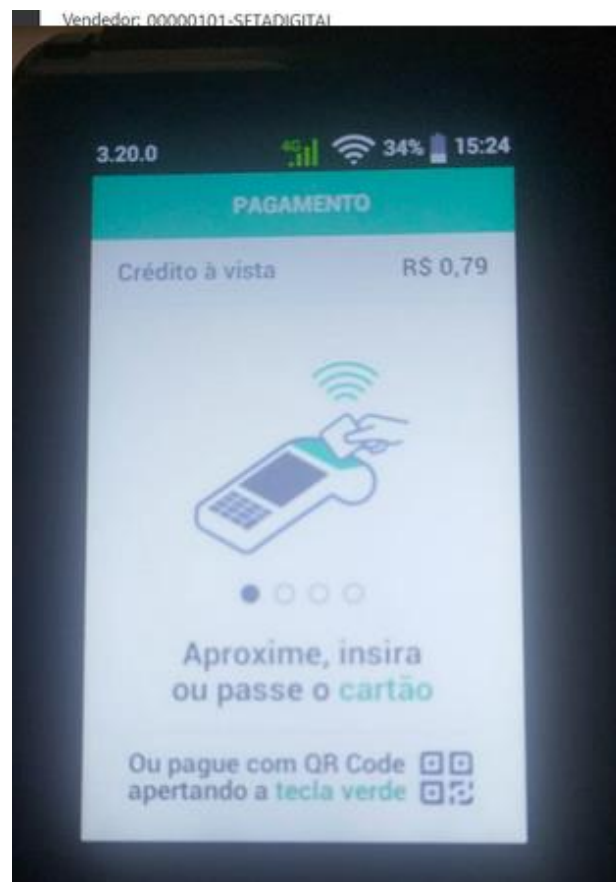 Vendedor: 00000101-SETADIGITAL
3.20.0 4G 34% 15:24
PAGAMENTO
Crédito à vista R$ 0,79
Aproxime, insira
ou passe o cartão
Ou pague com QR Code
apertando a tecla verde